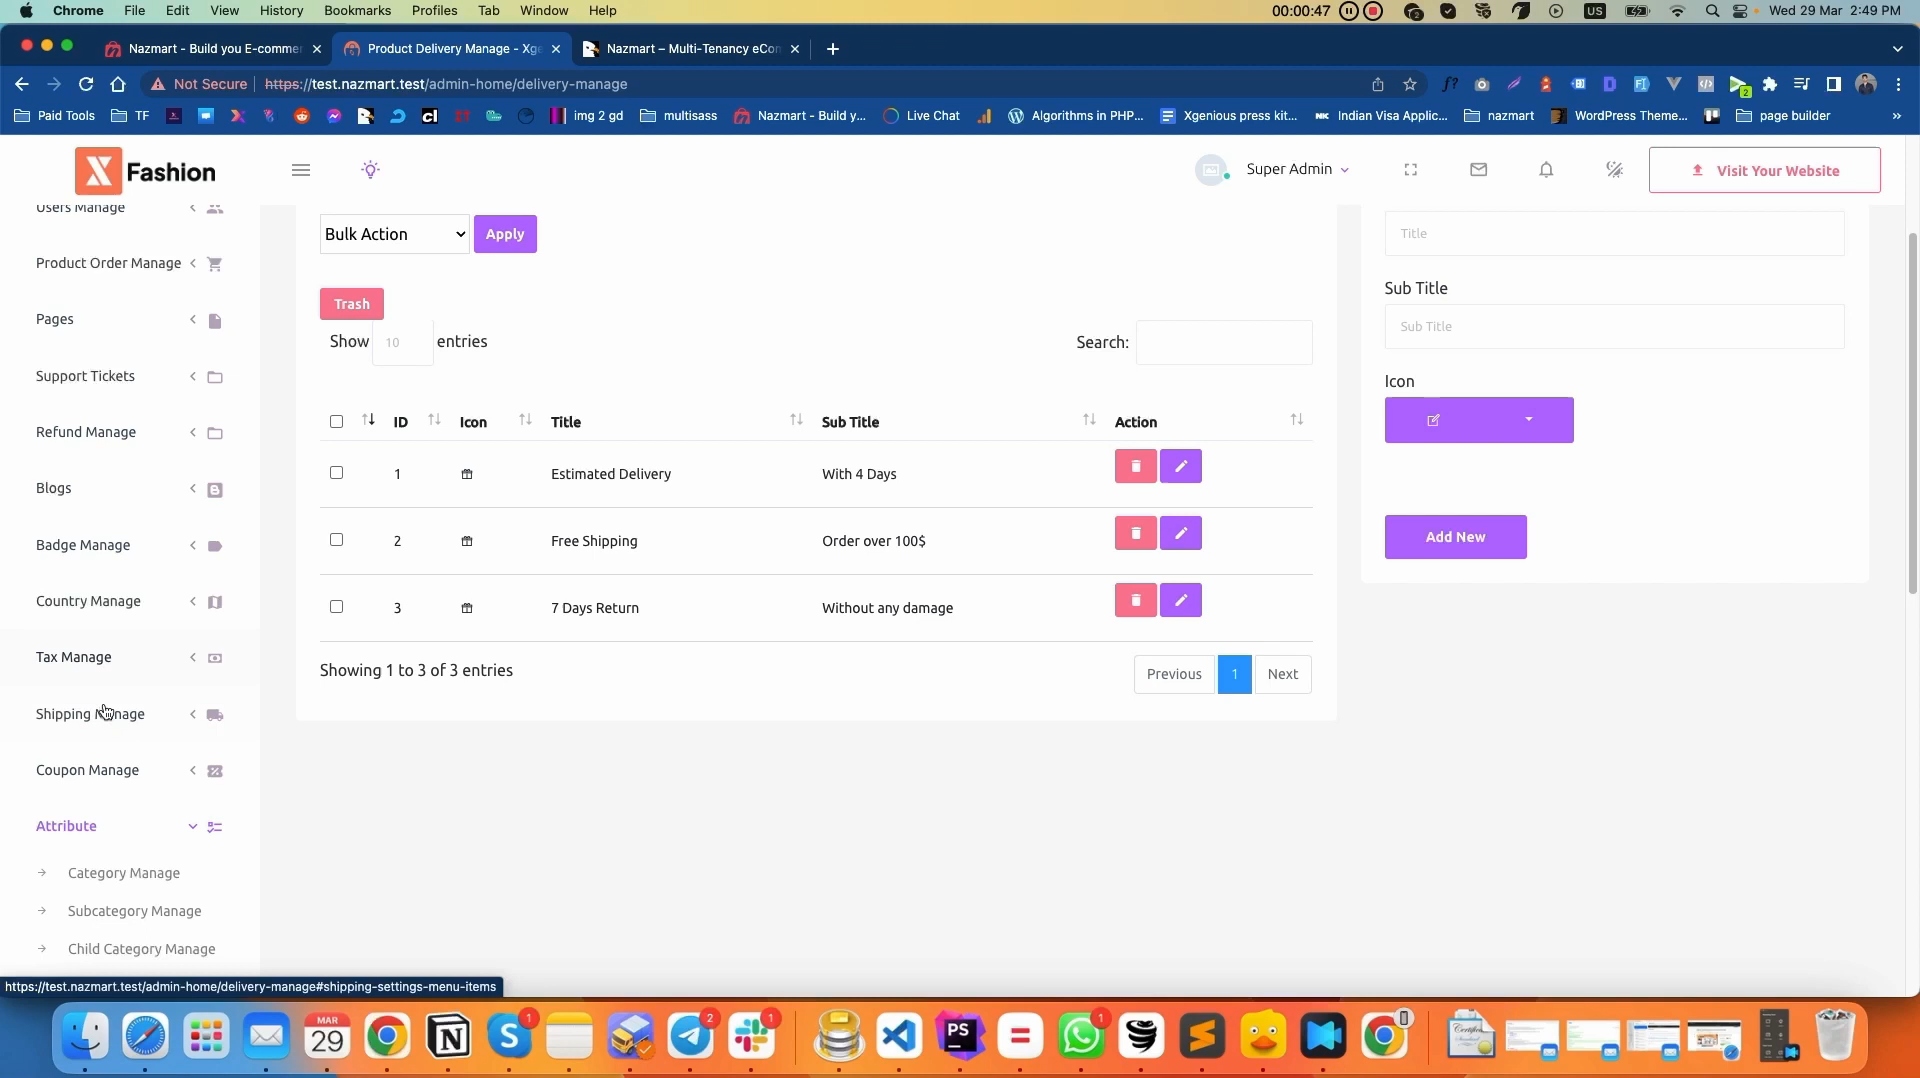 Chrome File Edit View History Bookmarks Profiles Tab Window Help 00:00:47 US Wed 29 Mar 2:49 PM
Nazmart - Build you E-commer Product Delivery Manage - Xge Nazmart – Multi-Tenancy eCom
Not Secure https://test.nazmart.test/admin-home/delivery-manage
Paid Tools TF img 2 gd multisass Nazmart - Build y... Live Chat Algorithms in PHP... Xgenious press kit... Indian Visa Applic... nazmart WordPress Theme... page builder »
X Fashion Super Admin Visit Your Website
Users Manage
Bulk Action Apply Title
Product Order Manage
Sub Title
Trash
Pages
Show 10 entries Search: Sub Title
Support Tickets
Icon
ID Icon Title Sub Title Action
Refund Manage
1 Estimated Delivery With 4 Days
Blogs
2 Free Shipping Order over 100$ Add New
Badge Manage
Country Manage
3 7 Days Return Without any damage
Tax Manage
Showing 1 to 3 of 3 entries Previous 1 Next
Shipping Manage
Coupon Manage
Attribute
Category Manage
Subcategory Manage
Child Category Manage
https://test.nazmart.test/admin-home/delivery-manage#shipping-settings-menu-items
MAR
29
PS